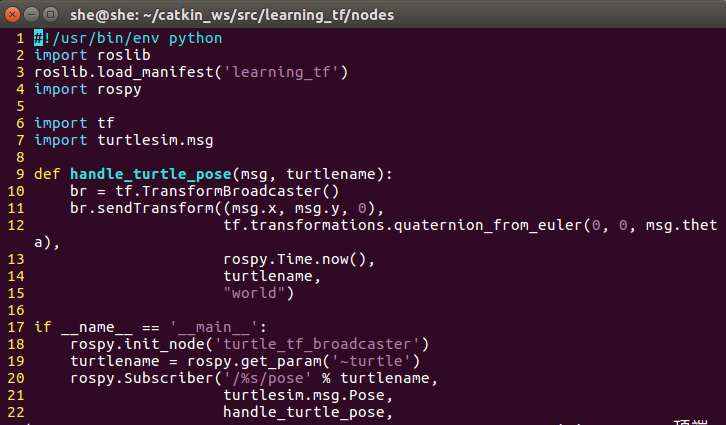 she@she: ~/catkin_ws/src/learning_tf/nodes
1 #!/usr/bin/env python
2 import roslib
3 roslib.load_manifest('learning_tf')
4 import rospy
5
6 import tf
7 import turtlesim.msg
8
9 def handle_turtle_pose(msg, turtlename):
10     br = tf.TransformBroadcaster()
11     br.sendTransform((msg.x, msg.y, 0),
12                      tf.transformations.quaternion_from_euler(0, 0, msg.thet
a),
13                      rospy.Time.now(),
14                      turtlename,
15                      "world")
16
17 if __name__ == '__main__':
18     rospy.init_node('turtle_tf_broadcaster')
19     turtlename = rospy.get_param('~turtle')
20     rospy.Subscriber('/%s/pose' % turtlename,
21                      turtlesim.msg.Pose,
22                      handle_turtle_pose,